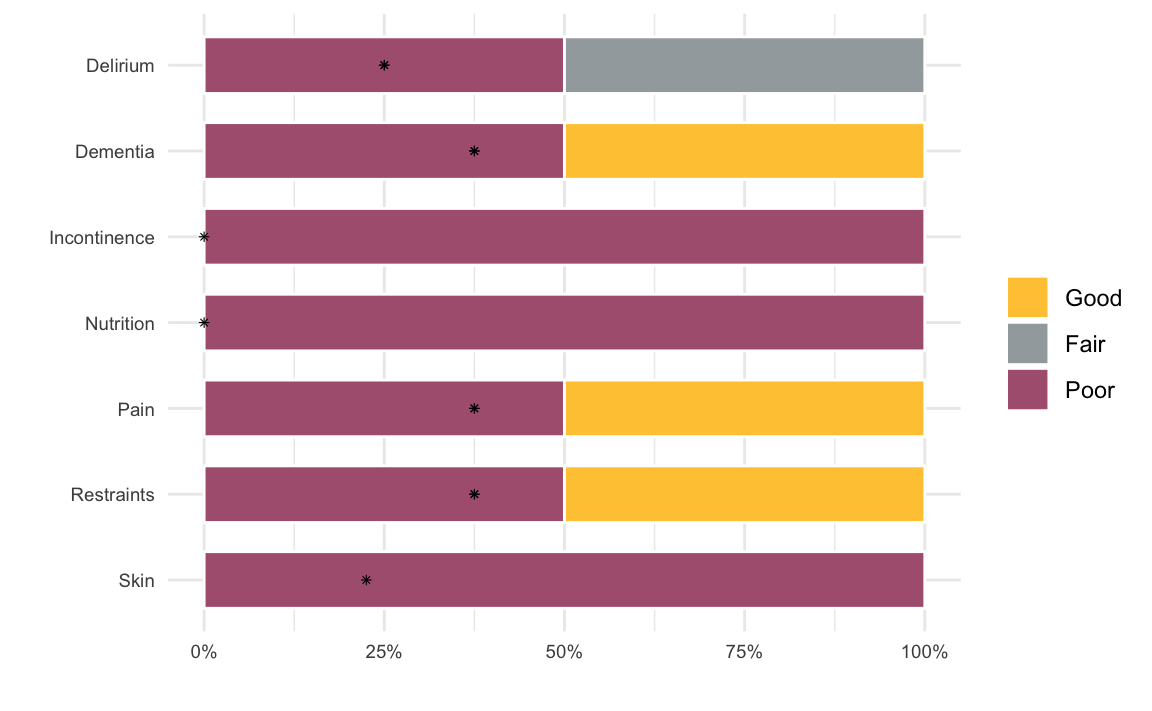 Delirium
Dementia
Incontinence
Nutrition
Pain
Restraints
Skin
0% 25% 50% 75% 100%
Good
Fair
Poor